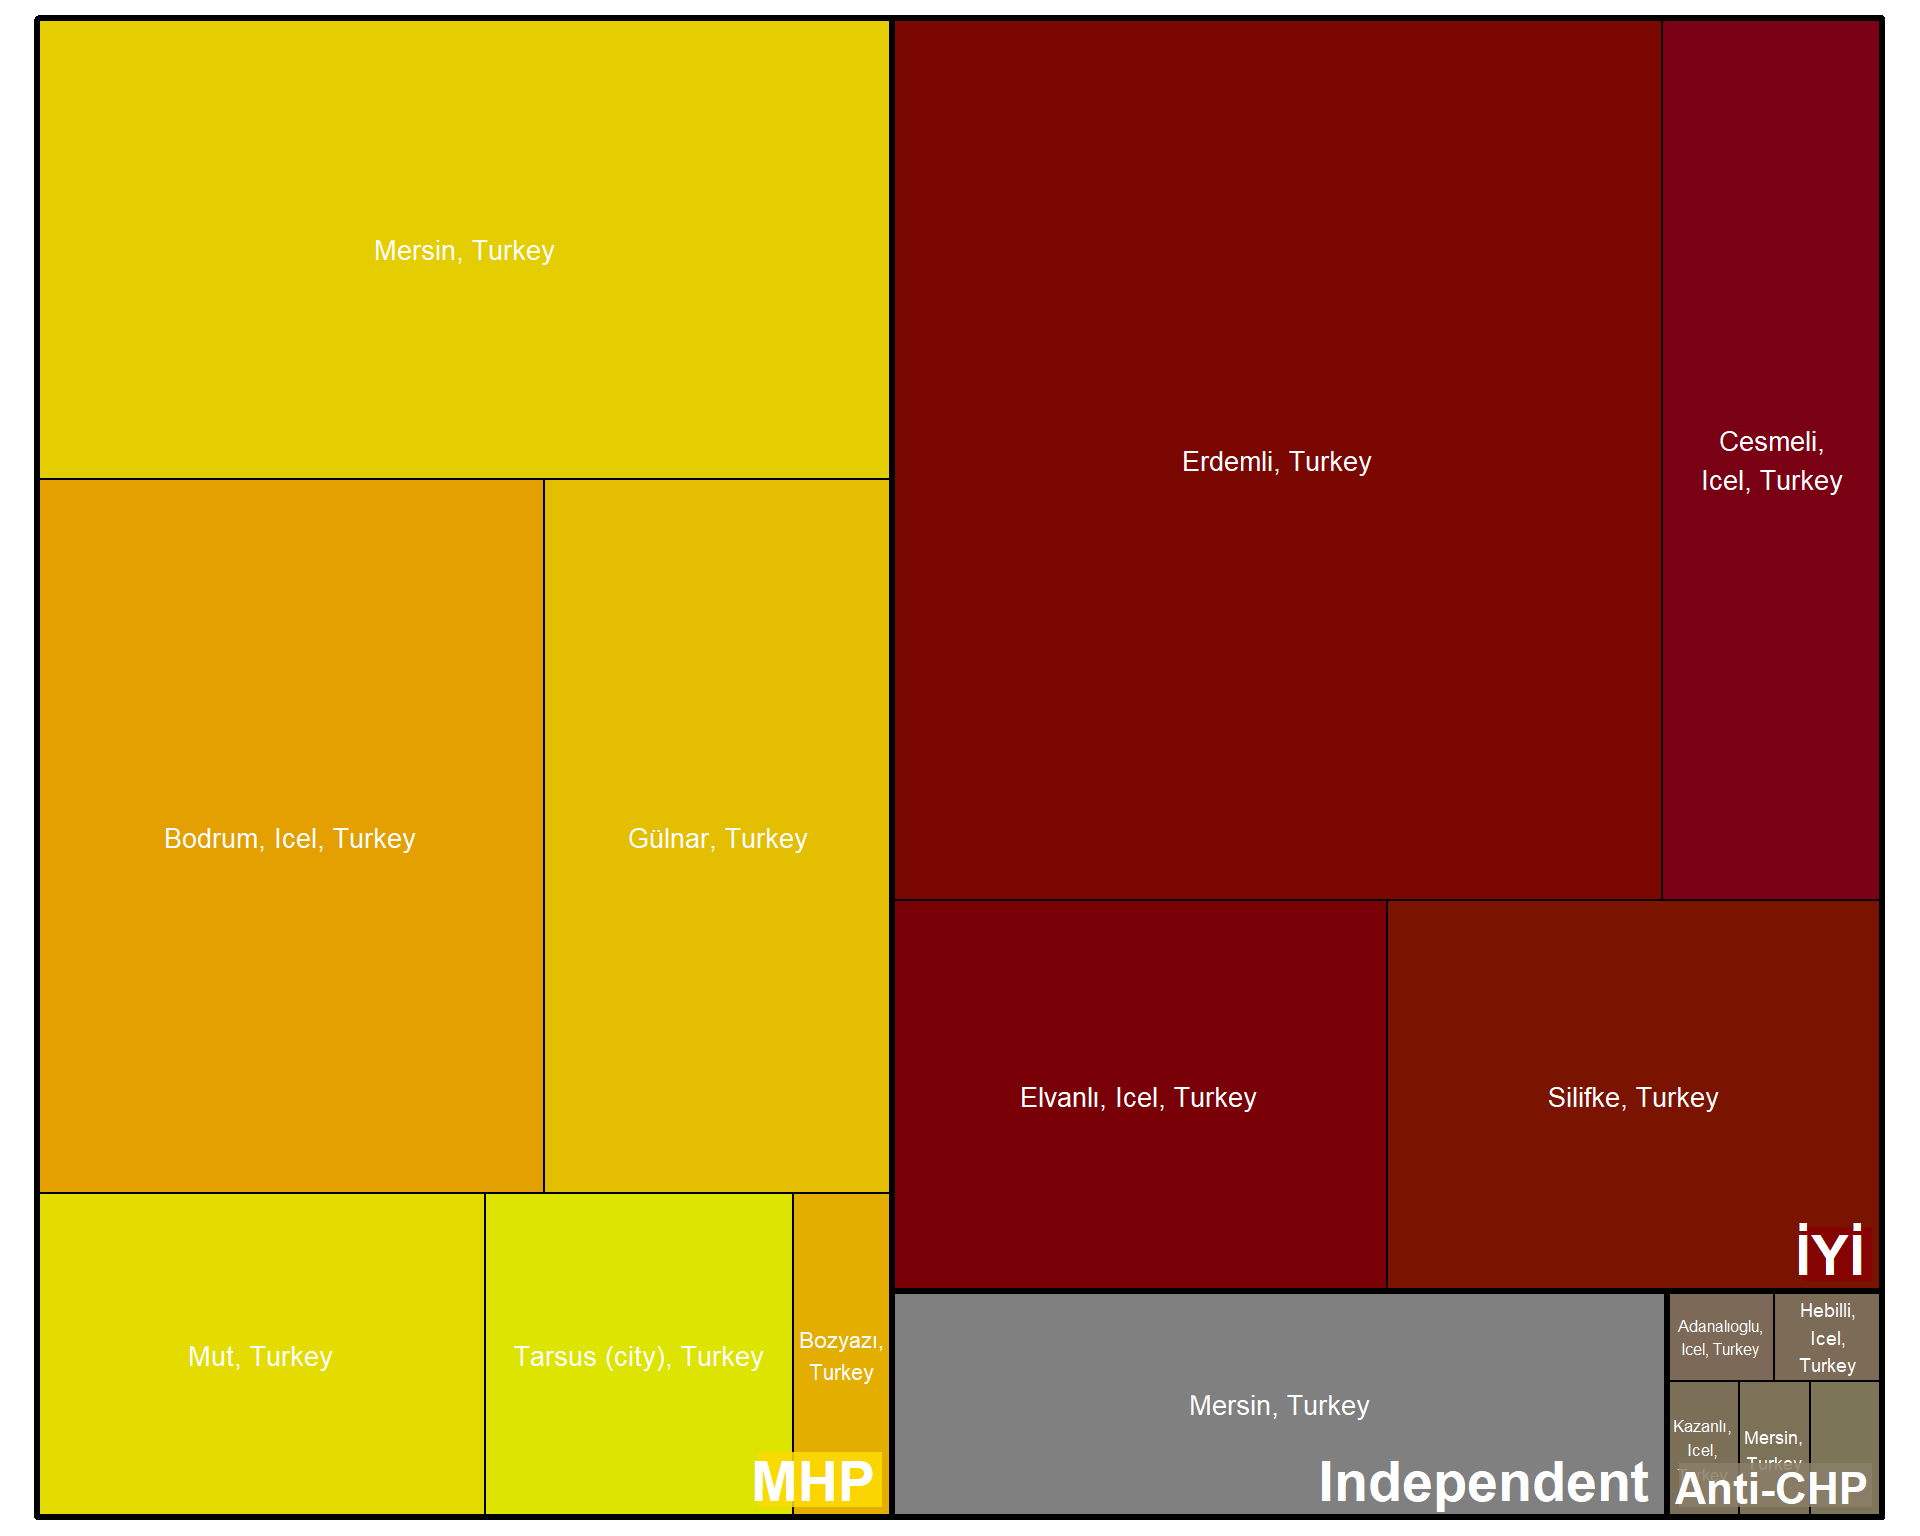 Mersin, Turkey
Bodrum, Icel, Turkey
Gülnar, Turkey
Mut, Turkey
Tarsus (city), Turkey
Bozyazı,
Turkey
MHP
Erdemli, Turkey
Cesmeli,
Icel, Turkey
Elvanlı, Icel, Turkey
Silifke, Turkey
İYİ
Mersin, Turkey
Independent
Adanalıoglu,
Icel, Turkey
Hebilli,
Icel,
Turkey
Kazanlı,
Icel,
Turkey
Mersin,
Turkey
Anti-CHP